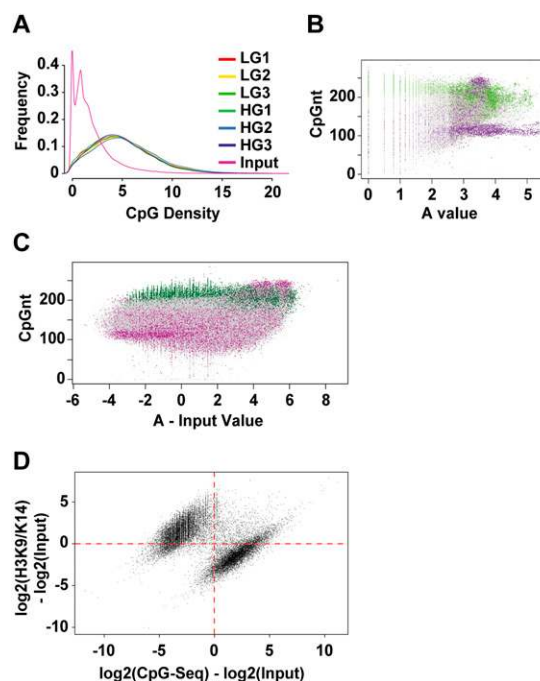 A
0.4
0.3
0.2
0.1
0
Frequency
0
5
10
15
20
CpG Density
LG1
LG2
LG3
HG1
HG2
HG3
Input
B
200
100
0
CpGnt
0
1
2
3
4
5
A value
C
200
100
0
CpGnt
-6
-4
-2
0
2
4
6
8
A - Input Value
D
5
0
-5
-10
log2(H3K9/K14)
- log2(Input)
-10
-5
0
5
10
log2(CpG-Seq) - log2(Input)